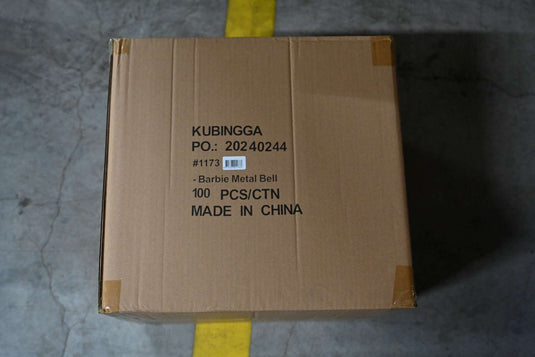 KUBINGGA
PO.: 20240244
#1173
- Barbie Metal Bell
100 PCS/CTN
MADE IN CHINA